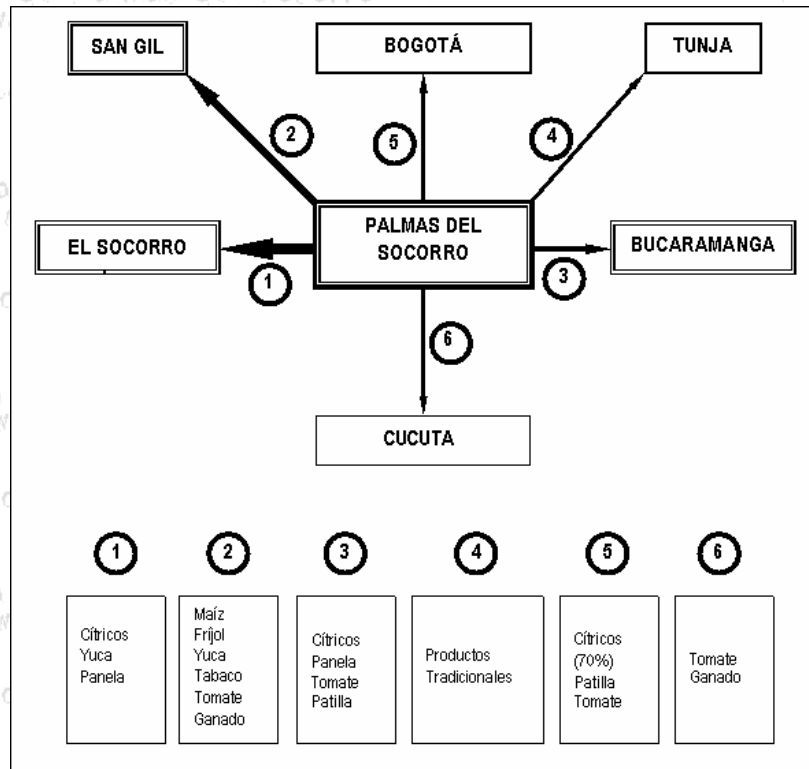 SAN GIL
BOGOTÁ
TUNJA
2
5
4
EL SOCORRO
PALMAS DEL
SOCORRO
BUCARAMANGA
1
3
6
CUCUTA
1
2
3
4
5
6
Cítricos
Yuca
Panela
Maíz
Fríjol
Yuca
Tabaco
Tomate
Ganado
Cítricos
Panela
Tomate
Patilla
Productos
Tradicionales
Cítricos
(70%)
Patilla
Tomate
Tomate
Ganado